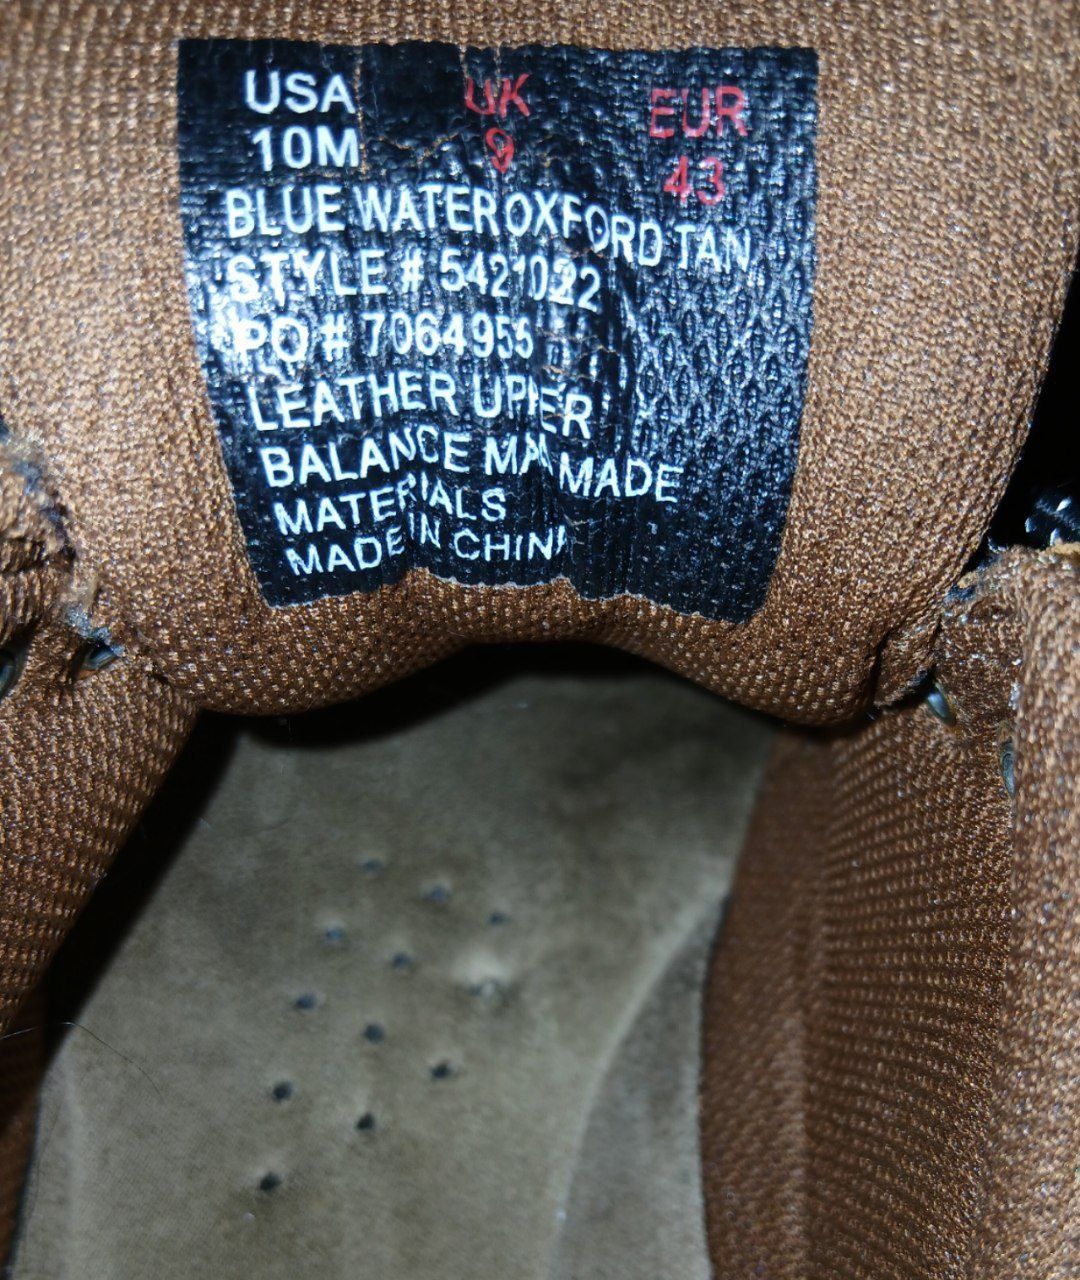 USA UK EUR
10M 9 43
BLUE WATER OXFORD TAN
STYLE # 5421022
PO # 7064955
LEATHER UPPER
BALANCE MAN MADE
MATERIALS
MADE IN CHINA